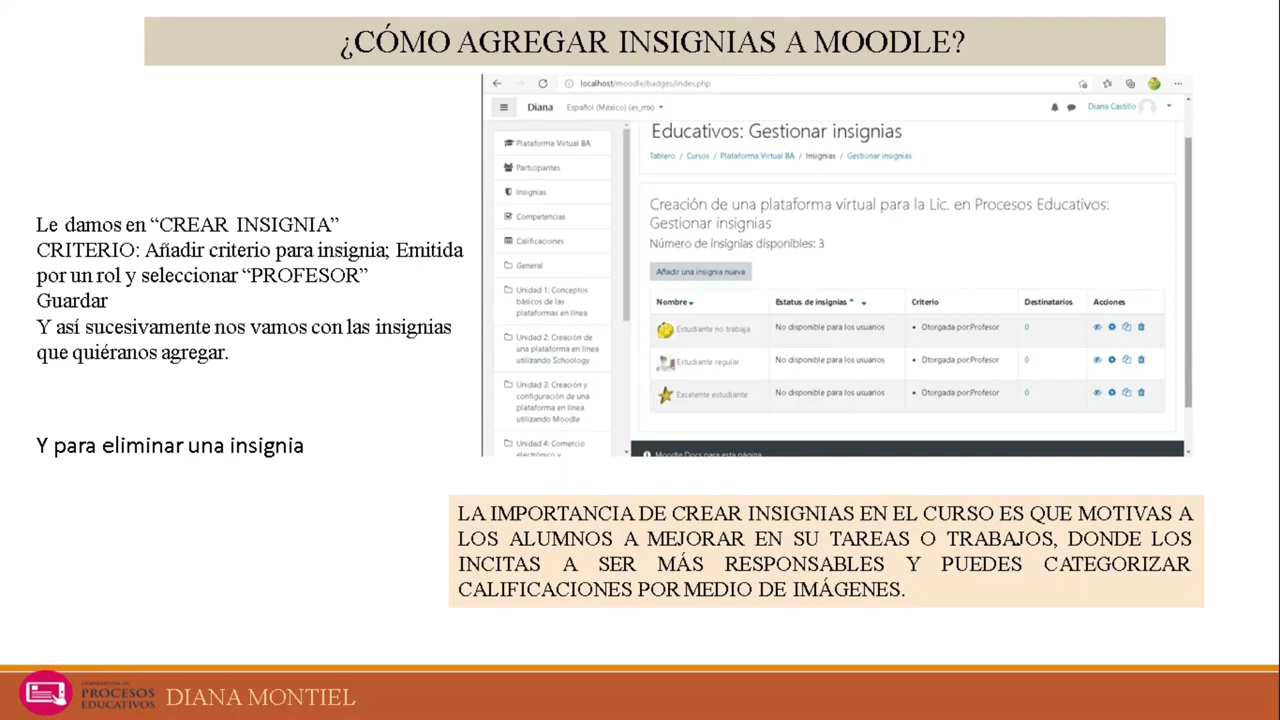 ¿CÓMO AGREGAR INSIGNIAS A MOODLE?
Le damos en “CREAR INSIGNIA”
CRITERIO: Añadir criterio para insignia; Emitida
por un rol y seleccionar “PROFESOR”
Guardar
Y así sucesivamente nos vamos con las insignias
que quiéranos agregar.
Y para eliminar una insignia
localhost/moodle/badges/index.php
Diana Español (México) (es_mx) Diana Castillo
Plataforma Virtual BA
Participantes
Insignias
Competencias
Calificaciones
General
Unidad 1: Conceptos
básicos de las
plataformas en línea
Unidad 2: Creación de
una plataforma en línea
utilizando Schoology
Unidad 3: Creación y
configuración de una
plataforma en línea
utilizando Moodle
Unidad 4: Comercio
electrónico y
Educativos: Gestionar insignias
Tablero / Cursos / Plataforma Virtual BA / Insignias / Gestionar insignias
Creación de una plataforma virtual para la Lic. en Procesos Educativos:
Gestionar insignias
Número de insignias disponibles: 3
Añadir una insignia nueva
Nombre Estatus de insignias Criterio Destinatarios Acciones
Estudiante no trabaja No disponible para los usuarios • Otorgada por:Profesor 0
Estudiante regular No disponible para los usuarios • Otorgada por:Profesor 0
Excelente estudiante No disponible para los usuarios • Otorgada por:Profesor 0
Moodle Docs para esta página
LA IMPORTANCIA DE CREAR INSIGNIAS EN EL CURSO ES QUE MOTIVAS A
LOS ALUMNOS A MEJORAR EN SU TAREAS O TRABAJOS, DONDE LOS
INCITAS A SER MÁS RESPONSABLES Y PUEDES CATEGORIZAR
CALIFICACIONES POR MEDIO DE IMÁGENES.
PROCESOS
EDUCATIVOS
DIANA MONTIEL